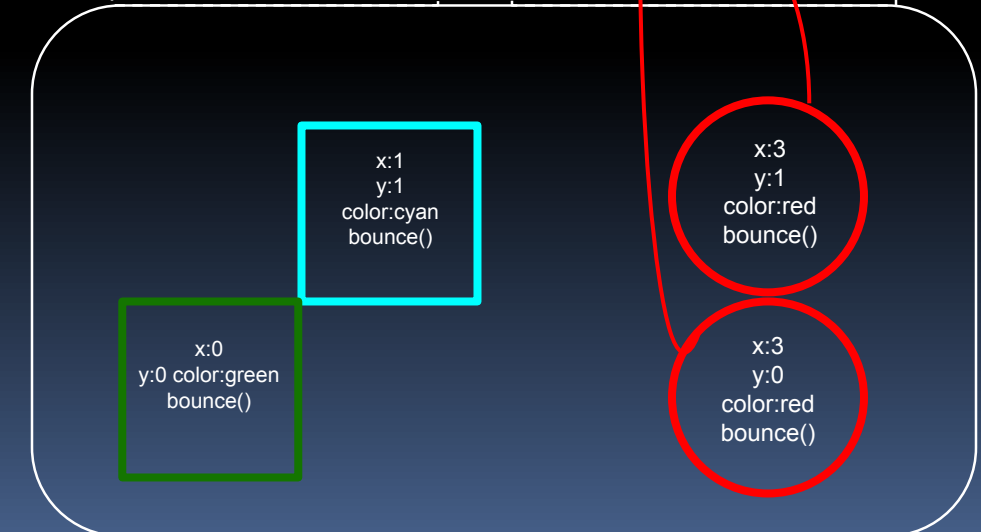 x:1
y:1
color:cyan
bounce()
x:3
y:1
color:red
bounce()
x:0
y:0 color:green
bounce()
x:3
y:0
color:red
bounce()